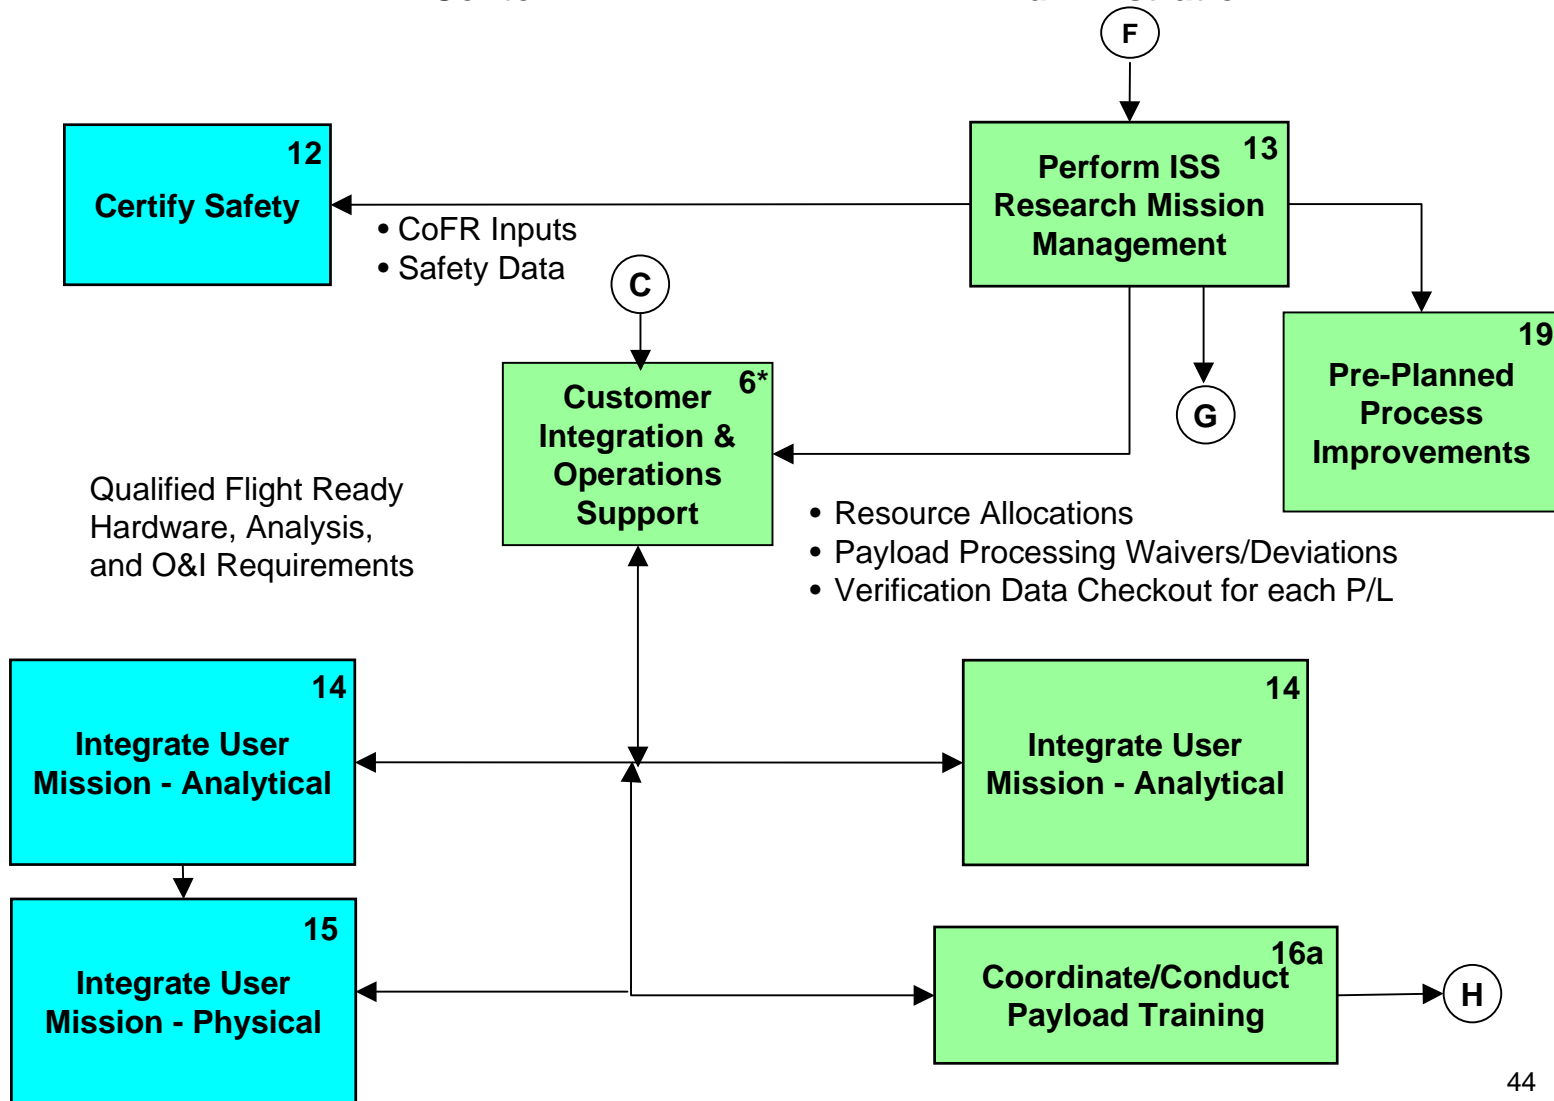 F
12
Certify Safety
13
Perform ISS
Research Mission
Management
• CoFR Inputs
• Safety Data
C
19
Pre-Planned
Process
Improvements
6*
Customer
Integration &
Operations
Support
G
Qualified Flight Ready
Hardware, Analysis,
and O&I Requirements
• Resource Allocations
• Payload Processing Waivers/Deviations
• Verification Data Checkout for each P/L
14
Integrate User
Mission - Analytical
14
Integrate User
Mission - Analytical
15
Integrate User
Mission - Physical
16a
Coordinate/Conduct
Payload Training
H
44